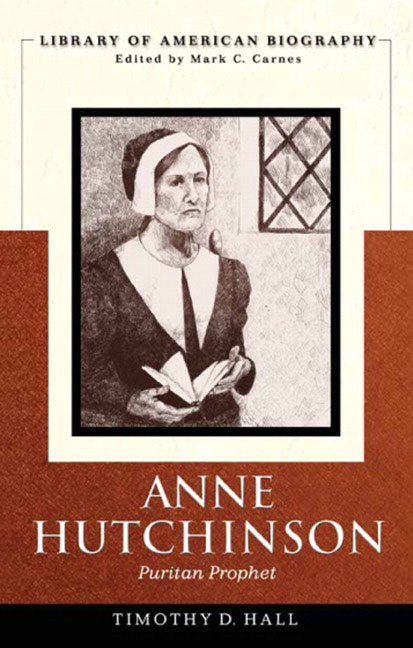 LIBRARY OF AMERICAN BIOGRAPHY
Edited by Mark C. Carnes
ANNE
HUTCHINSON
Puritan Prophet
TIMOTHY D. HALL